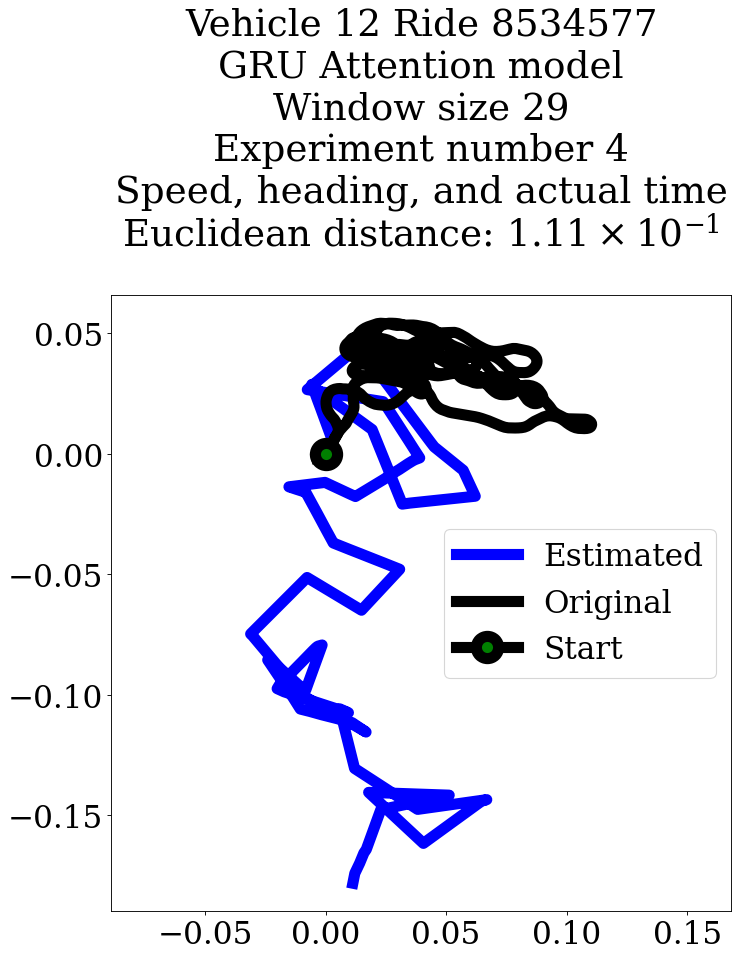 Vehicle 12 Ride 8534577
GRU Attention model
Window size 29
Experiment number 4
Speed, heading, and actual time
Euclidean distance: 1.11 × 10⁻¹
0.05
0.00
−0.05
−0.10
−0.15
Estimated
Original
Start
−0.05 0.00 0.05 0.10 0.15